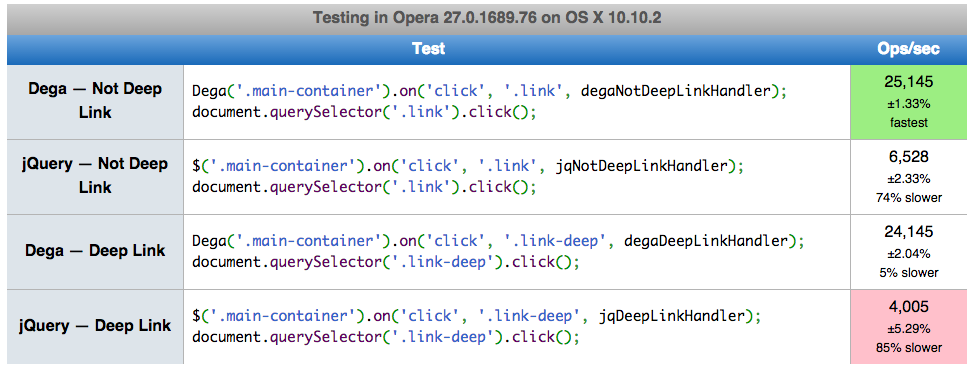 Testing in Opera 27.0.1689.76 on OS X 10.10.2
Test
Ops/sec
Dega — Not Deep
Link
Dega('.main-container').on('click', '.link', degaNotDeepLinkHandler);
document.querySelector('.link').click();
25,145
±1.33%
fastest
jQuery — Not Deep
Link
$('.main-container').on('click', '.link', jqNotDeepLinkHandler);
document.querySelector('.link').click();
6,528
±2.33%
74% slower
Dega — Deep Link
Dega('.main-container').on('click', '.link-deep', degaDeepLinkHandler);
document.querySelector('.link-deep').click();
24,145
±2.04%
5% slower
jQuery — Deep Link
$('.main-container').on('click', '.link-deep', jqDeepLinkHandler);
document.querySelector('.link-deep').click();
4,005
±5.29%
85% slower